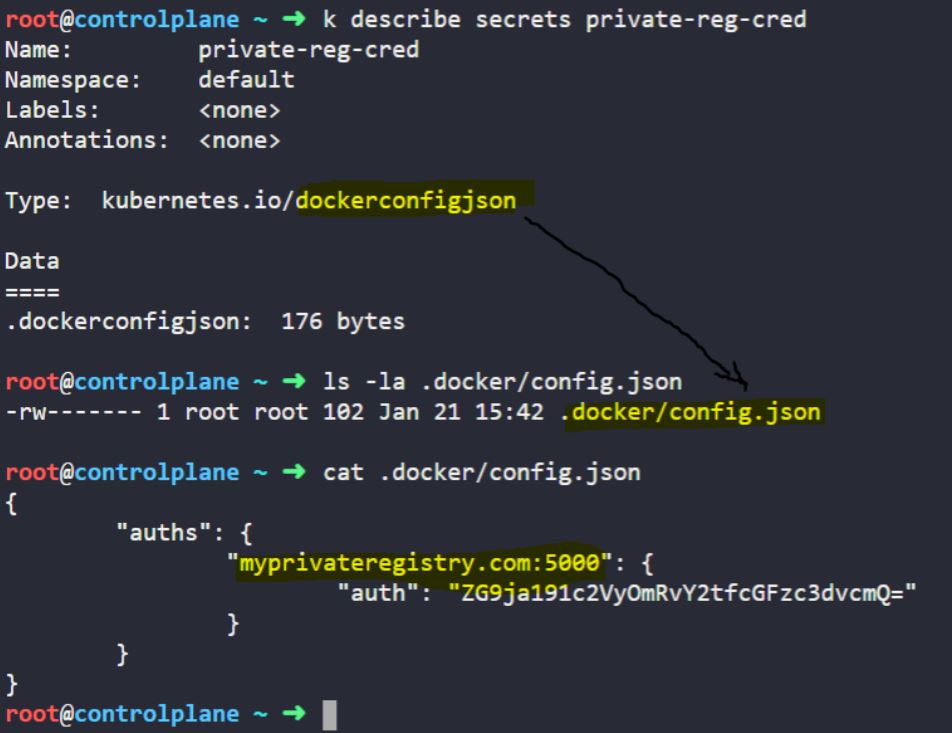 root@controlplane ~ ➜ k describe secrets private-reg-cred
Name:         private-reg-cred
Namespace:    default
Labels:       <none>
Annotations:  <none>
Type:  kubernetes.io/dockerconfigjson
Data
====
.dockerconfigjson:  176 bytes
root@controlplane ~ ➜ ls -la .docker/config.json
-rw------- 1 root root 102 Jan 21 15:42 .docker/config.json
root@controlplane ~ ➜ cat .docker/config.json
{
        "auths": {
                "myprivateregistry.com:5000": {
                        "auth": "ZG9ja191c2VyOmRvY2tfcGFzc3dvcmQ="
                }
        }
}
root@controlplane ~ ➜